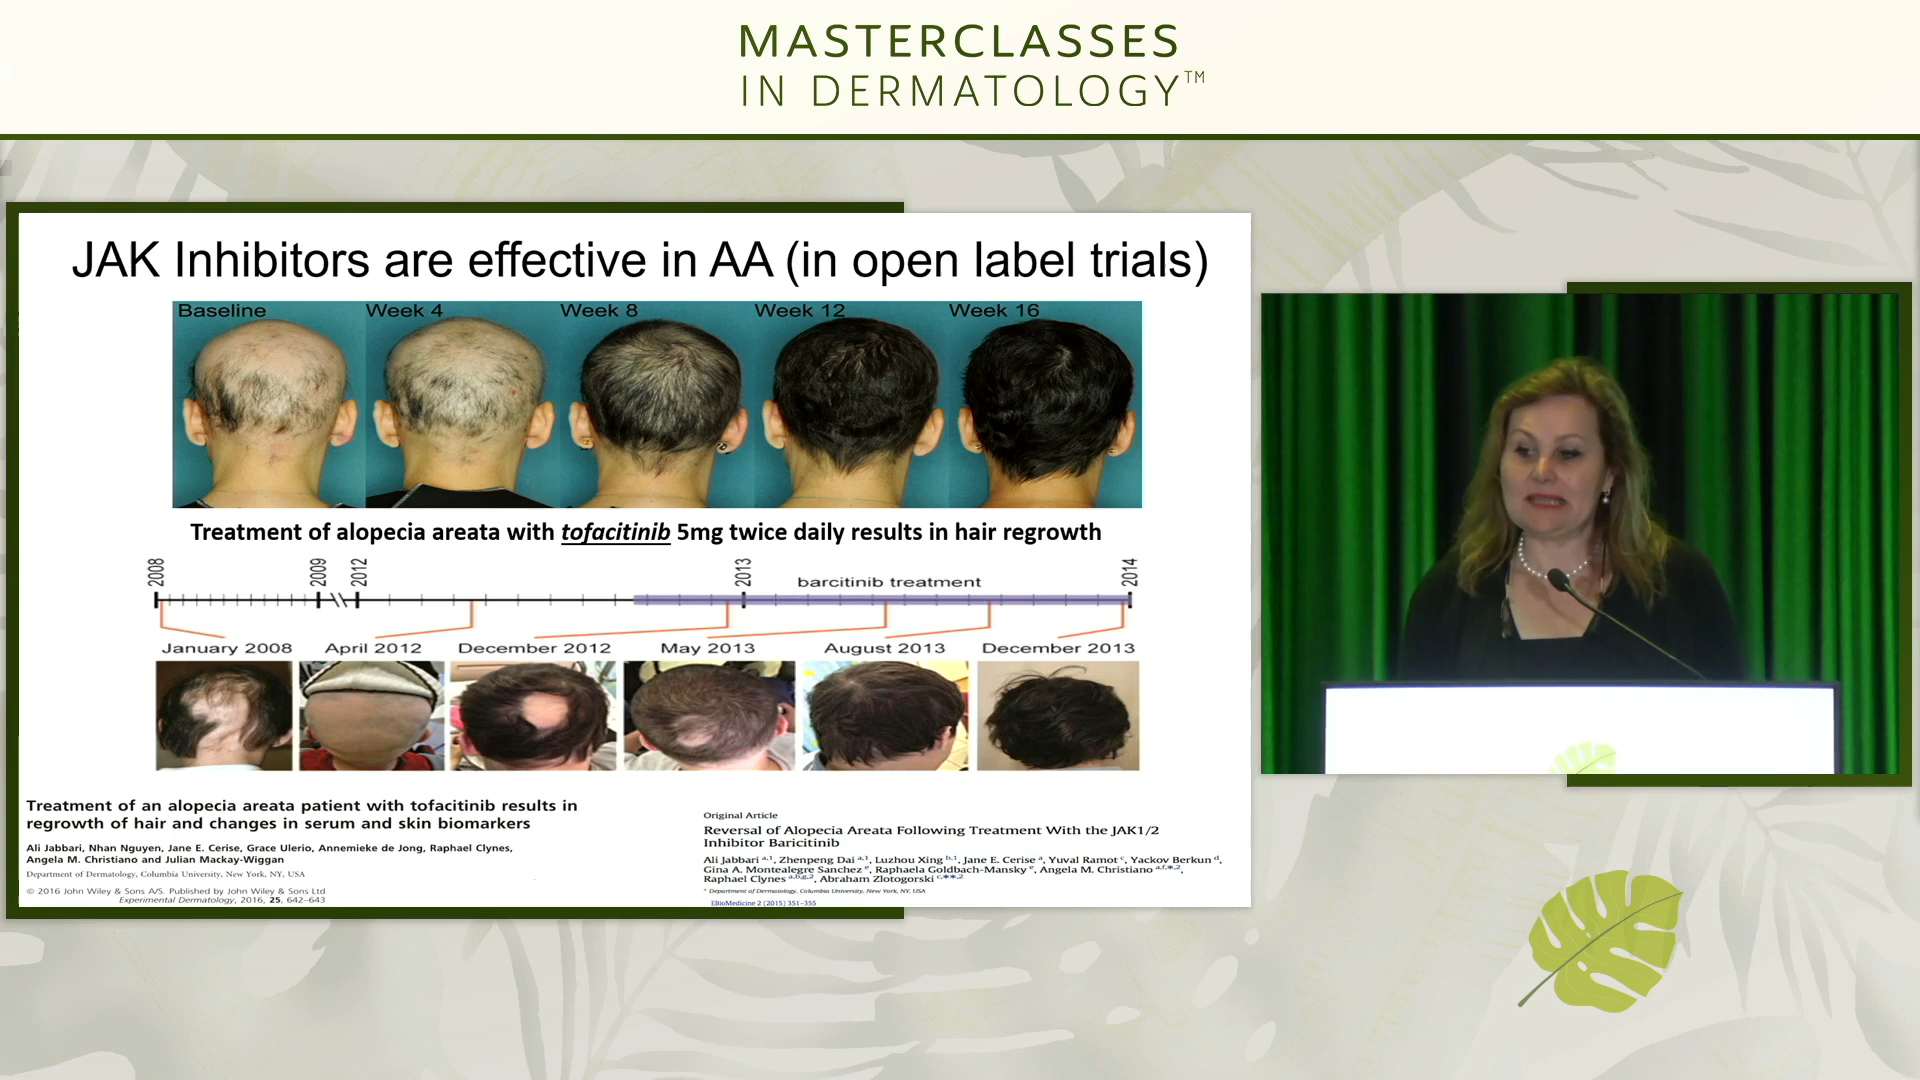 MASTERCLASSES
IN DERMATOLOGY™
JAK Inhibitors are effective in AA (in open label trials)
Baseline Week 4 Week 8 Week 12 Week 16
Treatment of alopecia areata with tofacitinib 5mg twice daily results in hair regrowth
2008 2009 2012 2013 2014
barcitinib treatment
January 2008 April 2012 December 2012 May 2013 August 2013 December 2013
Treatment of an alopecia areata patient with tofacitinib results in
regrowth of hair and changes in serum and skin biomarkers
Ali Jabbari, Nhan Nguyen, Jane E. Cerise, Grace Ulerio, Annemieke de Jong, Raphael Clynes,
Angela M. Christiano and Julian Mackay-Wiggan
Department of Dermatology, Columbia University, New York, NY, USA
© 2016 John Wiley & Sons A/S. Published by John Wiley & Sons Ltd
Experimental Dermatology, 2016, 25, 642–643
Original Article
Reversal of Alopecia Areata Following Treatment With the JAK1/2
Inhibitor Baricitinib
Ali Jabbari a,1, Zhenpeng Dai a,1, Luzhou Xing b,1, Jane E. Cerise a, Yuval Ramot c, Yackov Berkun d,
Gina A. Montealegre Sanchez e, Raphaela Goldbach-Mansky e, Angela M. Christiano a,f,*,2,
Raphael Clynes a,b,g,2, Abraham Zlotogorski c,**,2
a Department of Dermatology, Columbia University, New York, NY, USA
EBioMedicine 2 (2015) 351–355